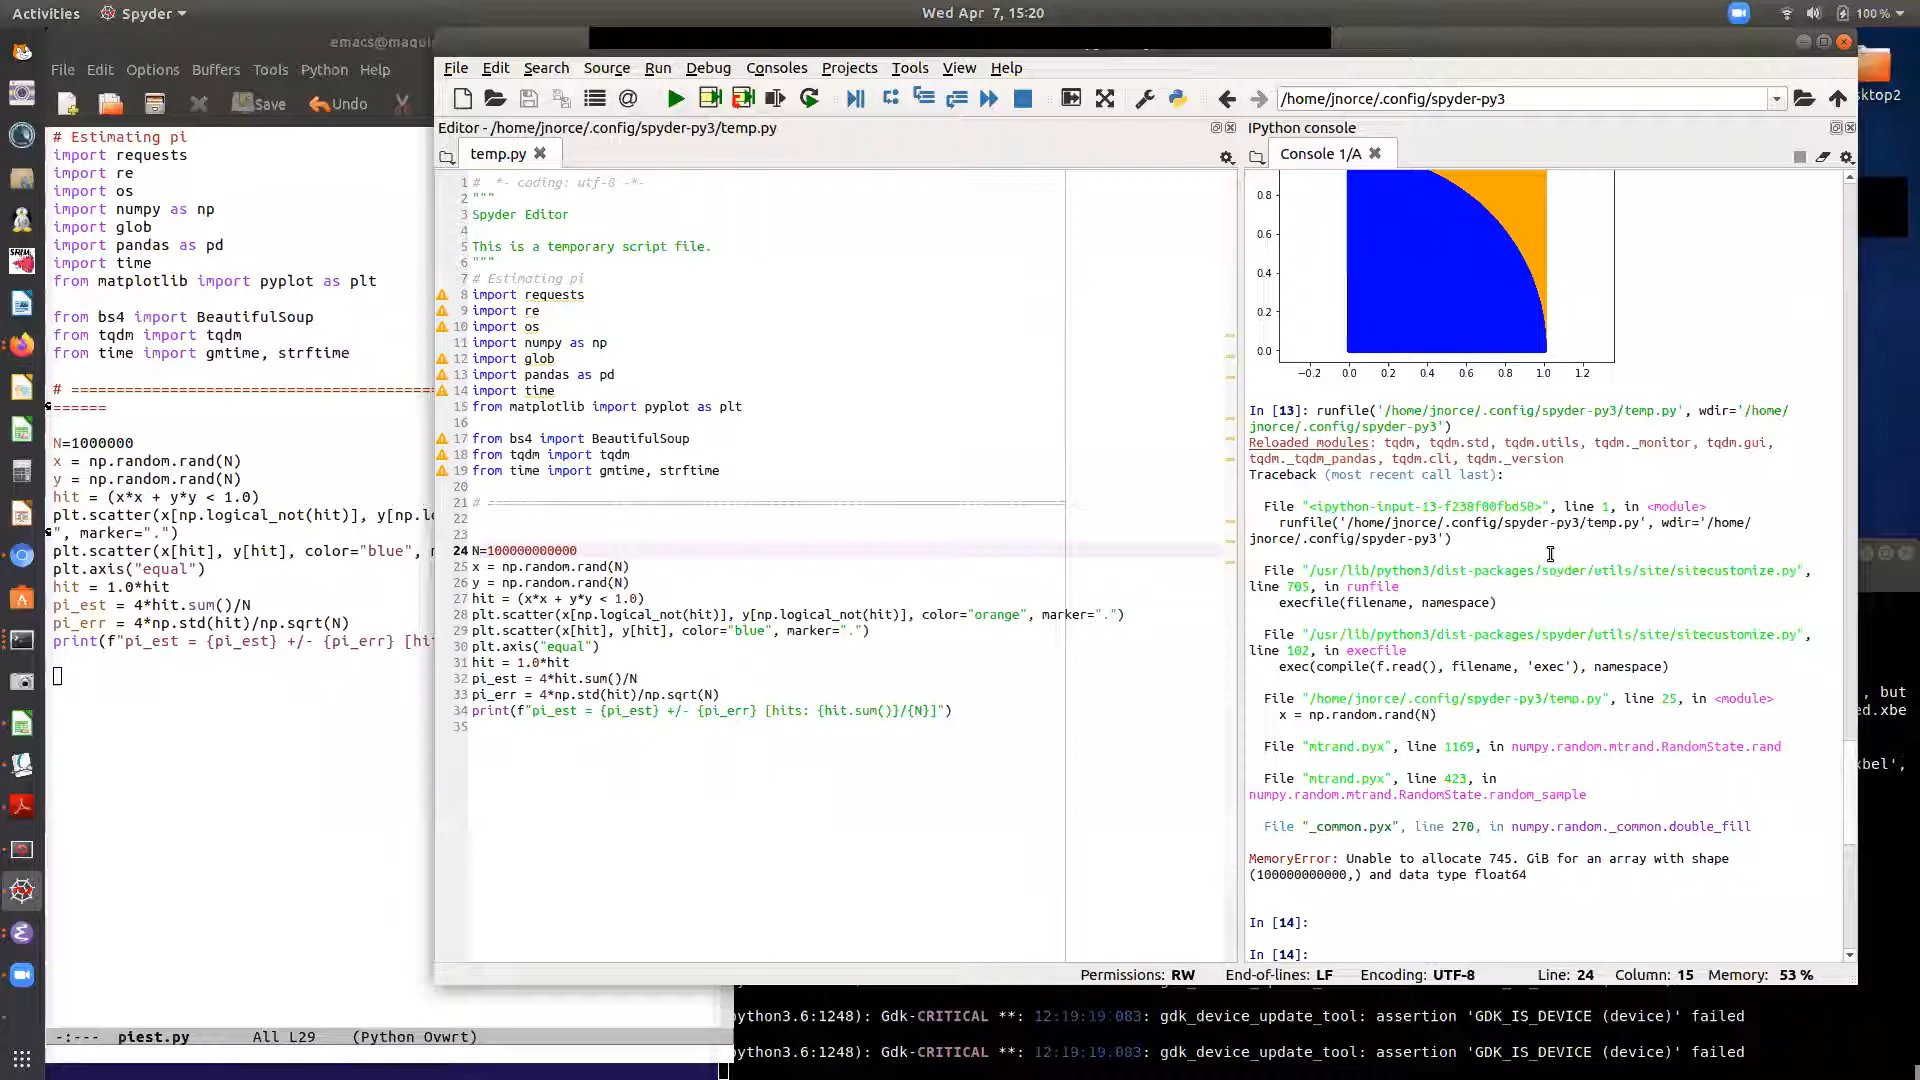 Activities
Spyder
Wed Apr 7, 15:20
100 %
emacs@maqui
File Edit Options Buffers Tools Python Help
Save
Undo
# Estimating pi
import requests
import re
import os
import numpy as np
import glob
import pandas as pd
import time
from matplotlib import pyplot as plt
from bs4 import BeautifulSoup
from tqdm import tqdm
from time import gmtime, strftime
N=1000000
x = np.random.rand(N)
y = np.random.rand(N)
hit = (x*x + y*y < 1.0)
plt.scatter(x[np.logical_not(hit)], y[np.l
", marker=".")
plt.scatter(x[hit], y[hit], color="blue",
plt.axis("equal")
hit = 1.0*hit
pi_est = 4*hit.sum()/N
pi_err = 4*np.std(hit)/np.sqrt(N)
print(f"pi_est = {pi_est} +/- {pi_err} [hi
-:--- piest.py All L29 (Python Ovwrt)
File Edit Search Source Run Debug Consoles Projects Tools View Help
/home/jnorce/.config/spyder-py3
Editor - /home/jnorce/.config/spyder-py3/temp.py
temp.py
1 # *- coding: utf-8 -*-
2 """
3 Spyder Editor
4
5 This is a temporary script file.
6 """
7 # Estimating pi
8 import requests
9 import re
10 import os
11 import numpy as np
12 import glob
13 import pandas as pd
14 import time
15 from matplotlib import pyplot as plt
16
17 from bs4 import BeautifulSoup
18 from tqdm import tqdm
19 from time import gmtime, strftime
20
21 #
22
23
24 N=100000000000
25 x = np.random.rand(N)
26 y = np.random.rand(N)
27 hit = (x*x + y*y < 1.0)
28 plt.scatter(x[np.logical_not(hit)], y[np.logical_not(hit)], color="orange", marker=".")
29 plt.scatter(x[hit], y[hit], color="blue", marker=".")
30 plt.axis("equal")
31 hit = 1.0*hit
32 pi_est = 4*hit.sum()/N
33 pi_err = 4*np.std(hit)/np.sqrt(N)
34 print(f"pi_est = {pi_est} +/- {pi_err} [hits: {hit.sum()}/{N}]")
35
IPython console
Console 1/A
0.8
0.6
0.4
0.2
0.0
−0.2 0.0 0.2 0.4 0.6 0.8 1.0 1.2
In [13]: runfile('/home/jnorce/.config/spyder-py3/temp.py', wdir='/home/
jnorce/.config/spyder-py3')
Reloaded modules: tqdm, tqdm.std, tqdm.utils, tqdm._monitor, tqdm.gui,
tqdm._tqdm_pandas, tqdm.cli, tqdm._version
Traceback (most recent call last):
File "<ipython-input-13-f238f00fbd50>", line 1, in <module>
runfile('/home/jnorce/.config/spyder-py3/temp.py', wdir='/home/
jnorce/.config/spyder-py3')
File "/usr/lib/python3/dist-packages/spyder/utils/site/sitecustomize.py",
line 705, in runfile
execfile(filename, namespace)
File "/usr/lib/python3/dist-packages/spyder/utils/site/sitecustomize.py",
line 102, in execfile
exec(compile(f.read(), filename, 'exec'), namespace)
File "/home/jnorce/.config/spyder-py3/temp.py", line 25, in <module>
x = np.random.rand(N)
File "mtrand.pyx", line 1169, in numpy.random.mtrand.RandomState.rand
File "mtrand.pyx", line 423, in
numpy.random.mtrand.RandomState.random_sample
File "_common.pyx", line 270, in numpy.random._common.double_fill
MemoryError: Unable to allocate 745. GiB for an array with shape
(100000000000,) and data type float64
In [14]:
In [14]:
Permissions: RW End-of-lines: LF Encoding: UTF-8 Line: 24 Column: 15 Memory: 53 %
sktop2
, but
ed.xbe
xbel',
python3.6:1248): Gdk-CRITICAL **: 12:19:19.083: gdk_device_update_tool: assertion 'GDK_IS_DEVICE (device)' failed
python3.6:1248): Gdk-CRITICAL **: 12:19:19.083: gdk_device_update_tool: assertion 'GDK_IS_DEVICE (device)' failed